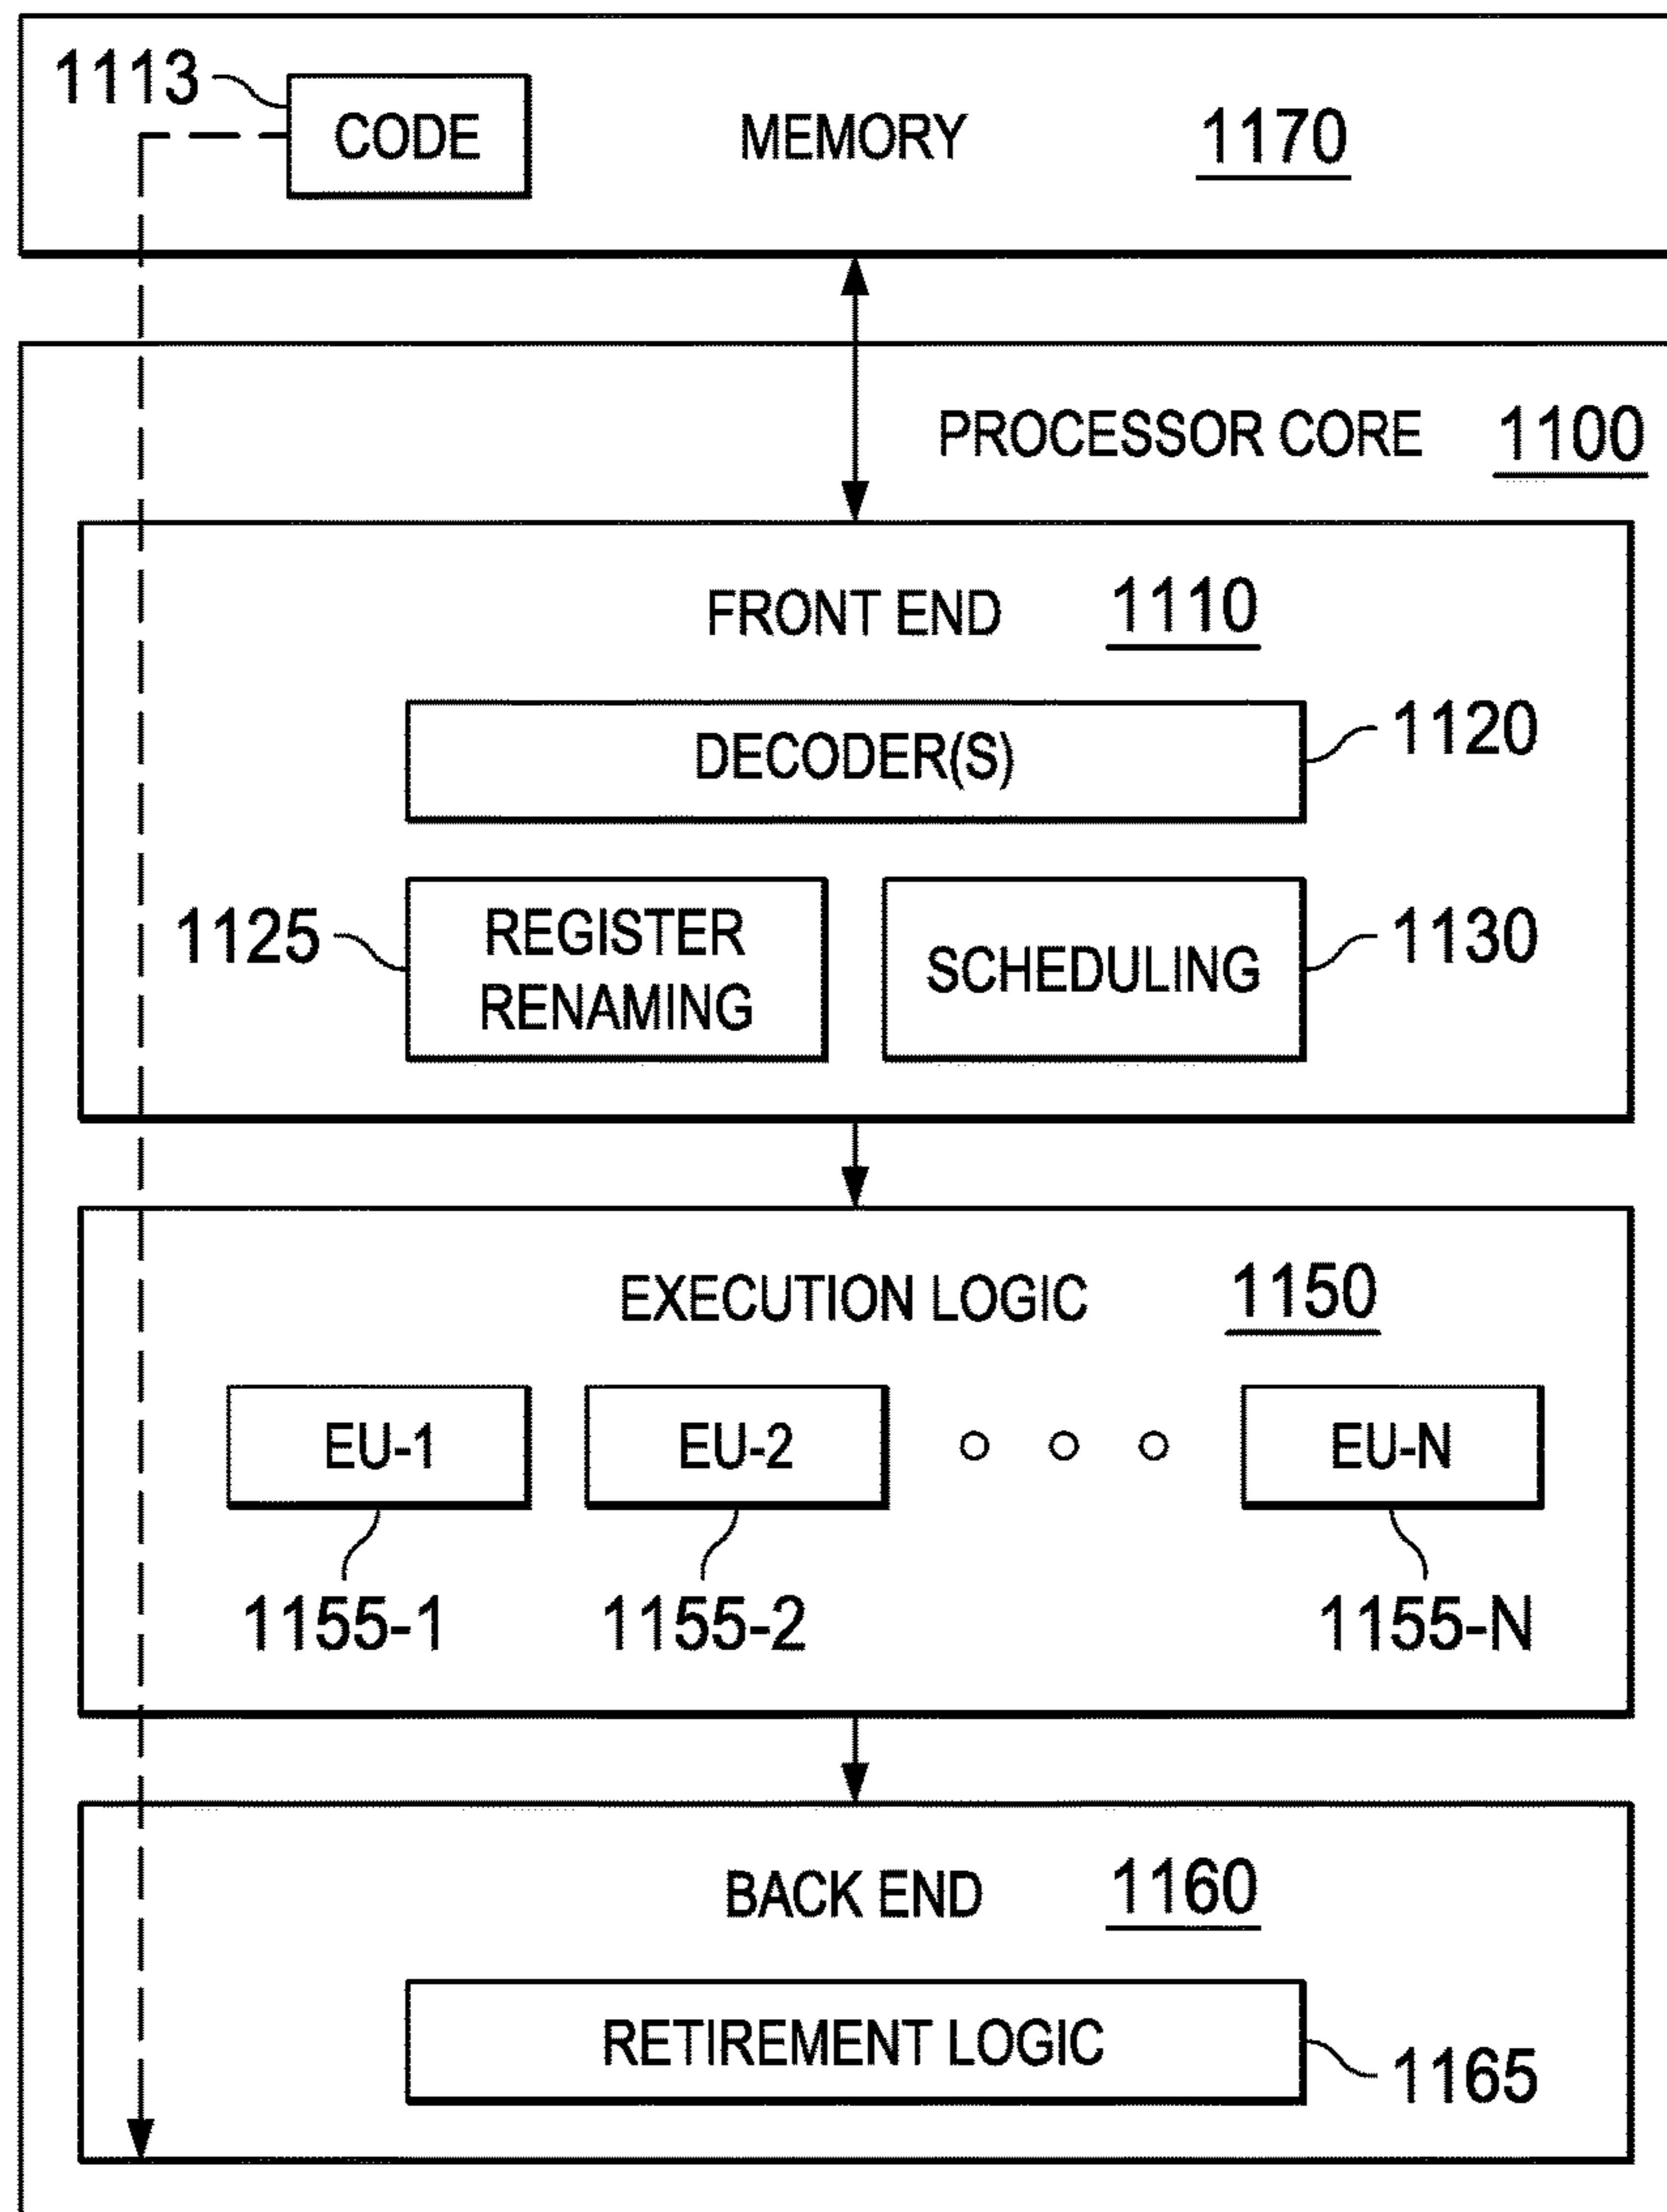 1113
CODE
MEMORY 1170
PROCESSOR CORE 1100
FRONT END 1110
DECODER(S)
1120
1125
REGISTER
RENAMING
SCHEDULING
1130
EXECUTION LOGIC 1150
EU-1
EU-2
EU-N
1155-1
1155-2
1155-N
BACK END 1160
RETIREMENT LOGIC
1165